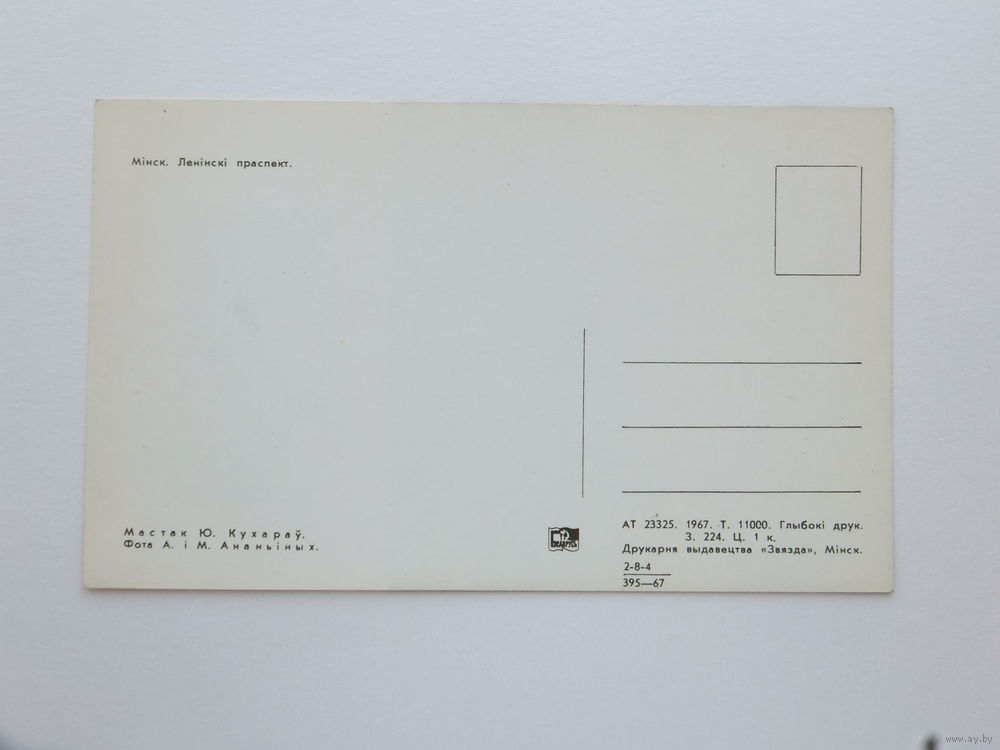 Мінск. Ленінскі праспект.
Мастак Ю. Кухараў.
Фота А. і М. Ананьіных.
БЕЛАРУСЬ
АТ 23325. 1967. Т. 11000. Глыбокі друк.
З. 224. Ц. 1 к.
Друкарня выдавецтва «Звязда», Мінск.
2-8-4
395—67
www.ay.by